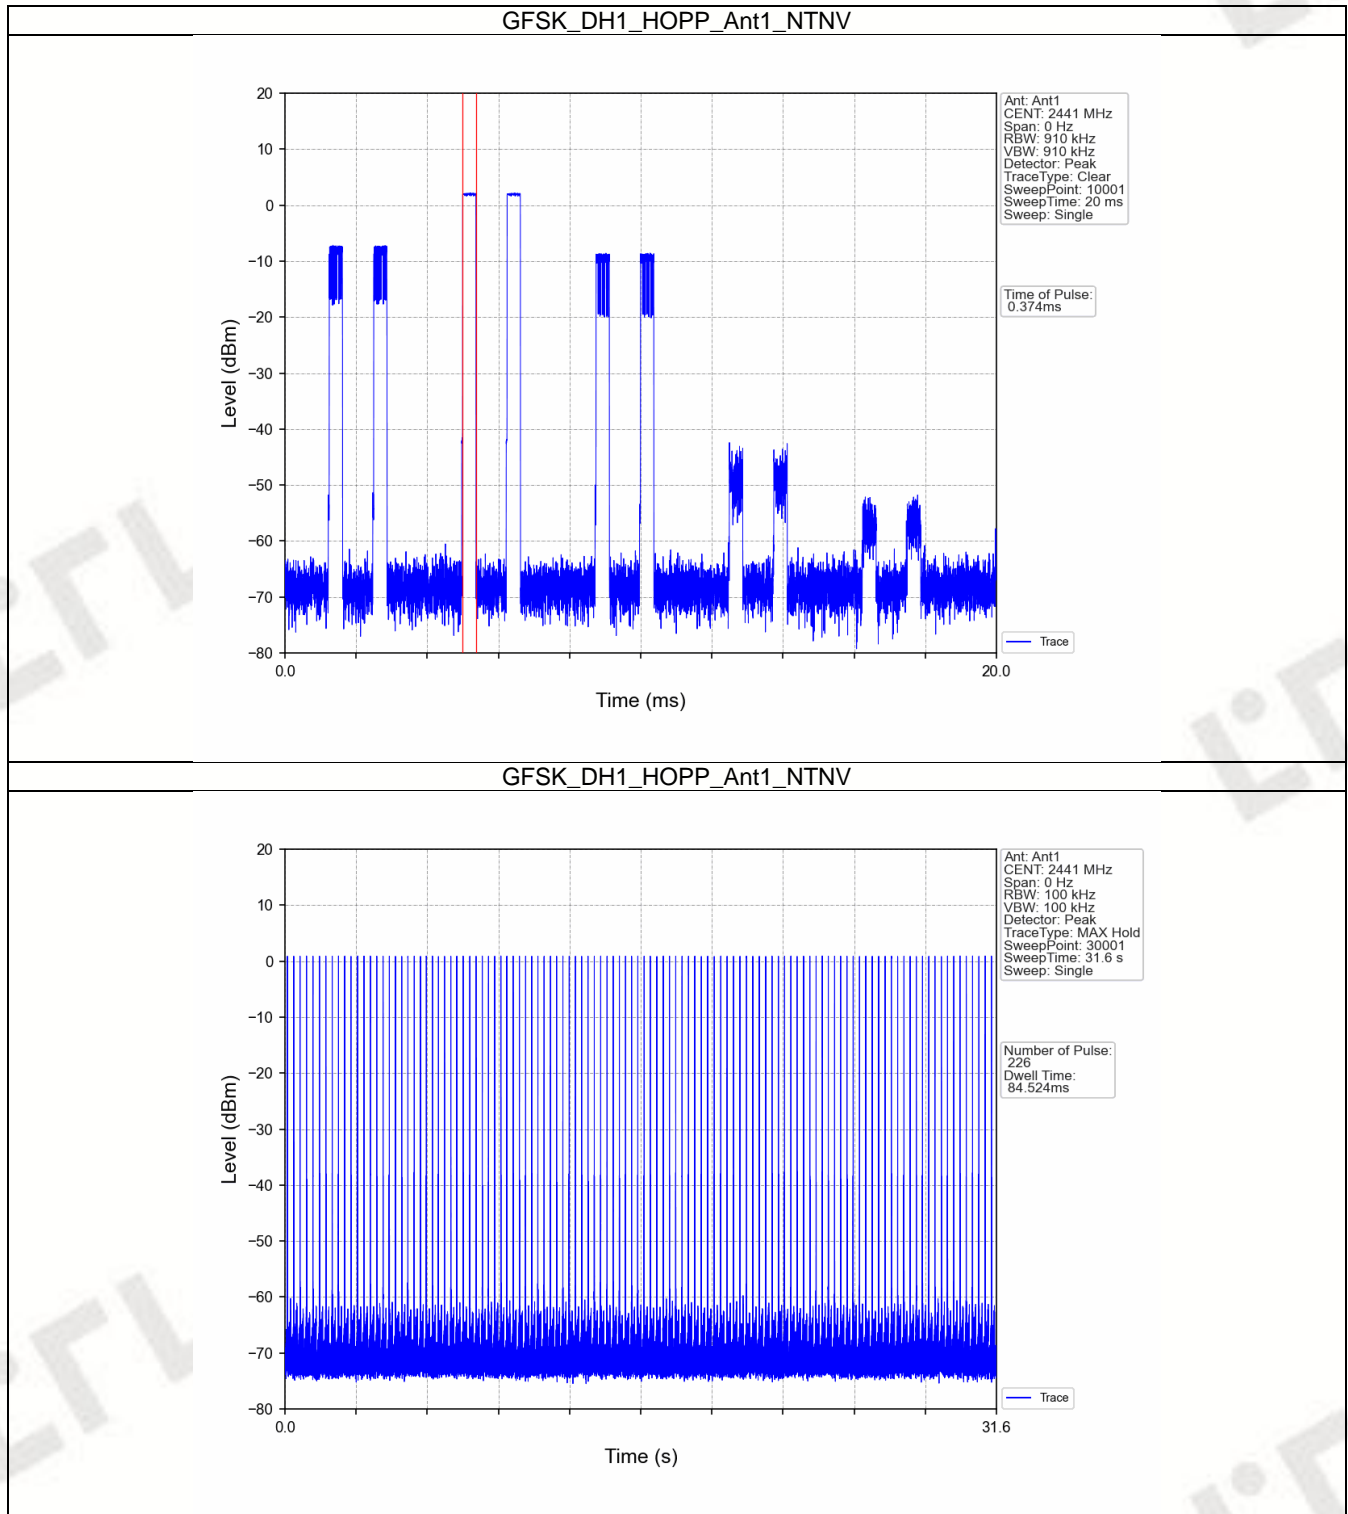 GFSK_DH1_HOPP_Ant1_NTNV
20
10
0
−10
−20
−30
−40
−50
−60
−70
−80
Level (dBm)
0.0
20.0
Time (ms)
Ant: Ant1
CENT: 2441 MHz
Span: 0 Hz
RBW: 910 kHz
VBW: 910 kHz
Detector: Peak
TraceType: Clear
SweepPoint: 10001
SweepTime: 20 ms
Sweep: Single
Time of Pulse:
0.374ms
Trace
GFSK_DH1_HOPP_Ant1_NTNV
20
10
0
−10
−20
−30
−40
−50
−60
−70
−80
Level (dBm)
0.0
31.6
Time (s)
Ant: Ant1
CENT: 2441 MHz
Span: 0 Hz
RBW: 100 kHz
VBW: 100 kHz
Detector: Peak
TraceType: MAX Hold
SweepPoint: 30001
SweepTime: 31.6 s
Sweep: Single
Number of Pulse:
226
Dwell Time:
84.524ms
Trace